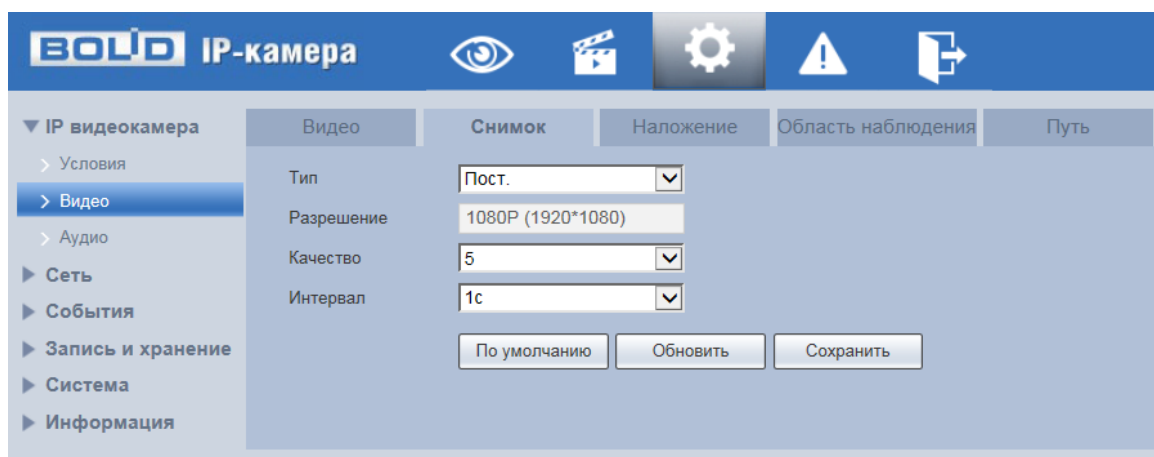 BOLID IP-камера
IP видеокамера
Условия
Видео
Аудио
Сеть
События
Запись и хранение
Система
Информация
Видео Снимок Наложение Область наблюдения Путь
Тип Пост.
Разрешение 1080P (1920*1080)
Качество 5
Интервал 1с
По умолчанию Обновить Сохранить